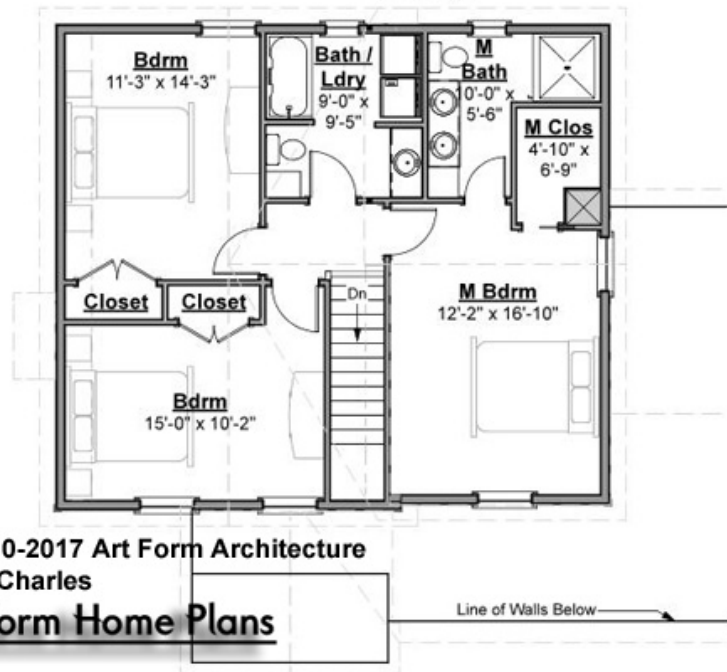 Bdrm
11'-3" x 14'-3"
Bath /
Ldry
9'-0" x
9'-5"
M
Bath
0'-0" x
5'-6"
M Clos
4'-10" x
6'-9"
Closet
Closet
Dn
M Bdrm
12'-2" x 16'-10"
Bdrm
15'-0" x 10'-2"
0-2017 Art Form Architecture
Charles
orm Home Plans
Line of Walls Below